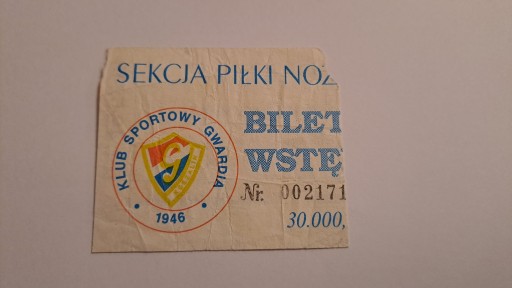 SEKCJA PIŁKI NOŻ
KLUB SPORTOWY GWARDIA
• 1946 •
BILET
WSTĘ
Nr. 002171
30.000,